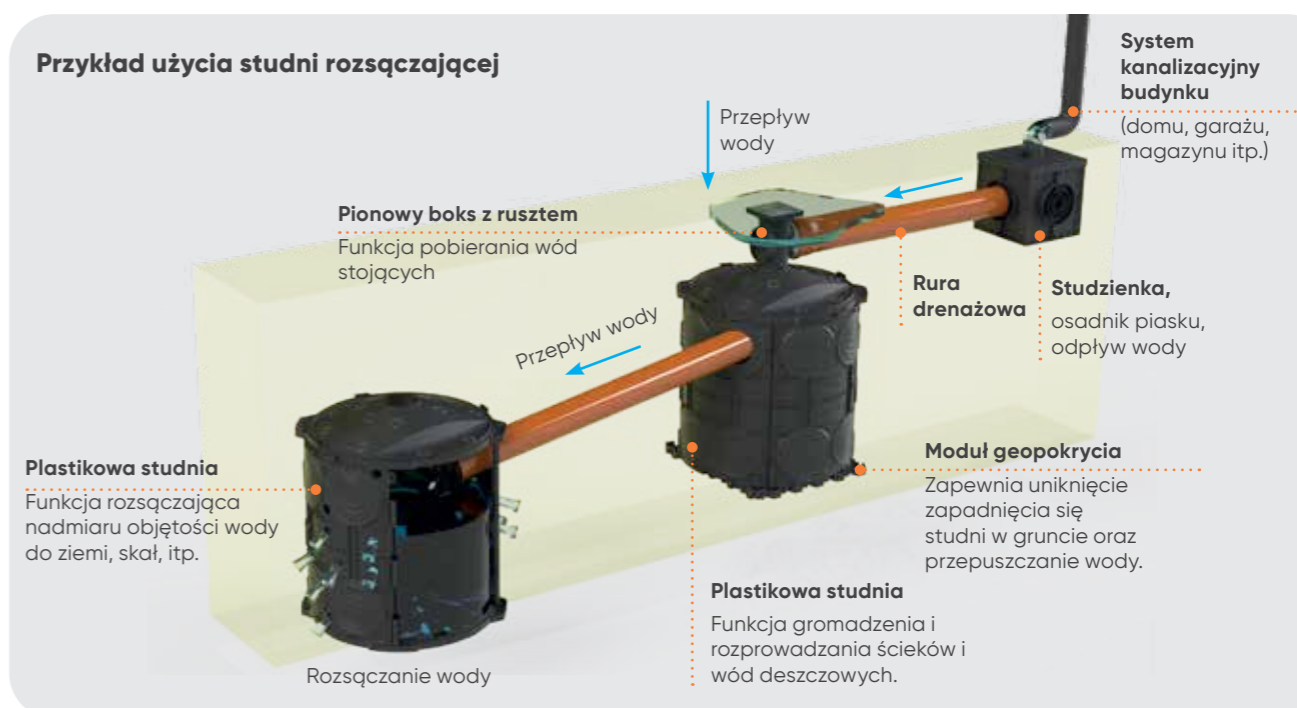 Przykład użycia studni rozsączającej
System
kanalizacyjny
budynku
(domu, garażu,
magazynu itp.)
Przepływ
wody
Pionowy boks z rusztem
Funkcja pobierania wód
stojących
Rura
drenażowa
Studzienka,
osadnik piasku,
odpływ wody
Przepływ wody
Plastikowa studnia
Funkcja rozsączająca
nadmiaru objętości wody
do ziemi, skał, itp.
Moduł geopokrycia
Zapewnia uniknięcie
zapadnięcia się
studni w gruncie oraz
przepuszczanie wody.
Plastikowa studnia
Funkcja gromadzenia i
rozprowadzania ścieków i
wód deszczowych.
Rozsączanie wody